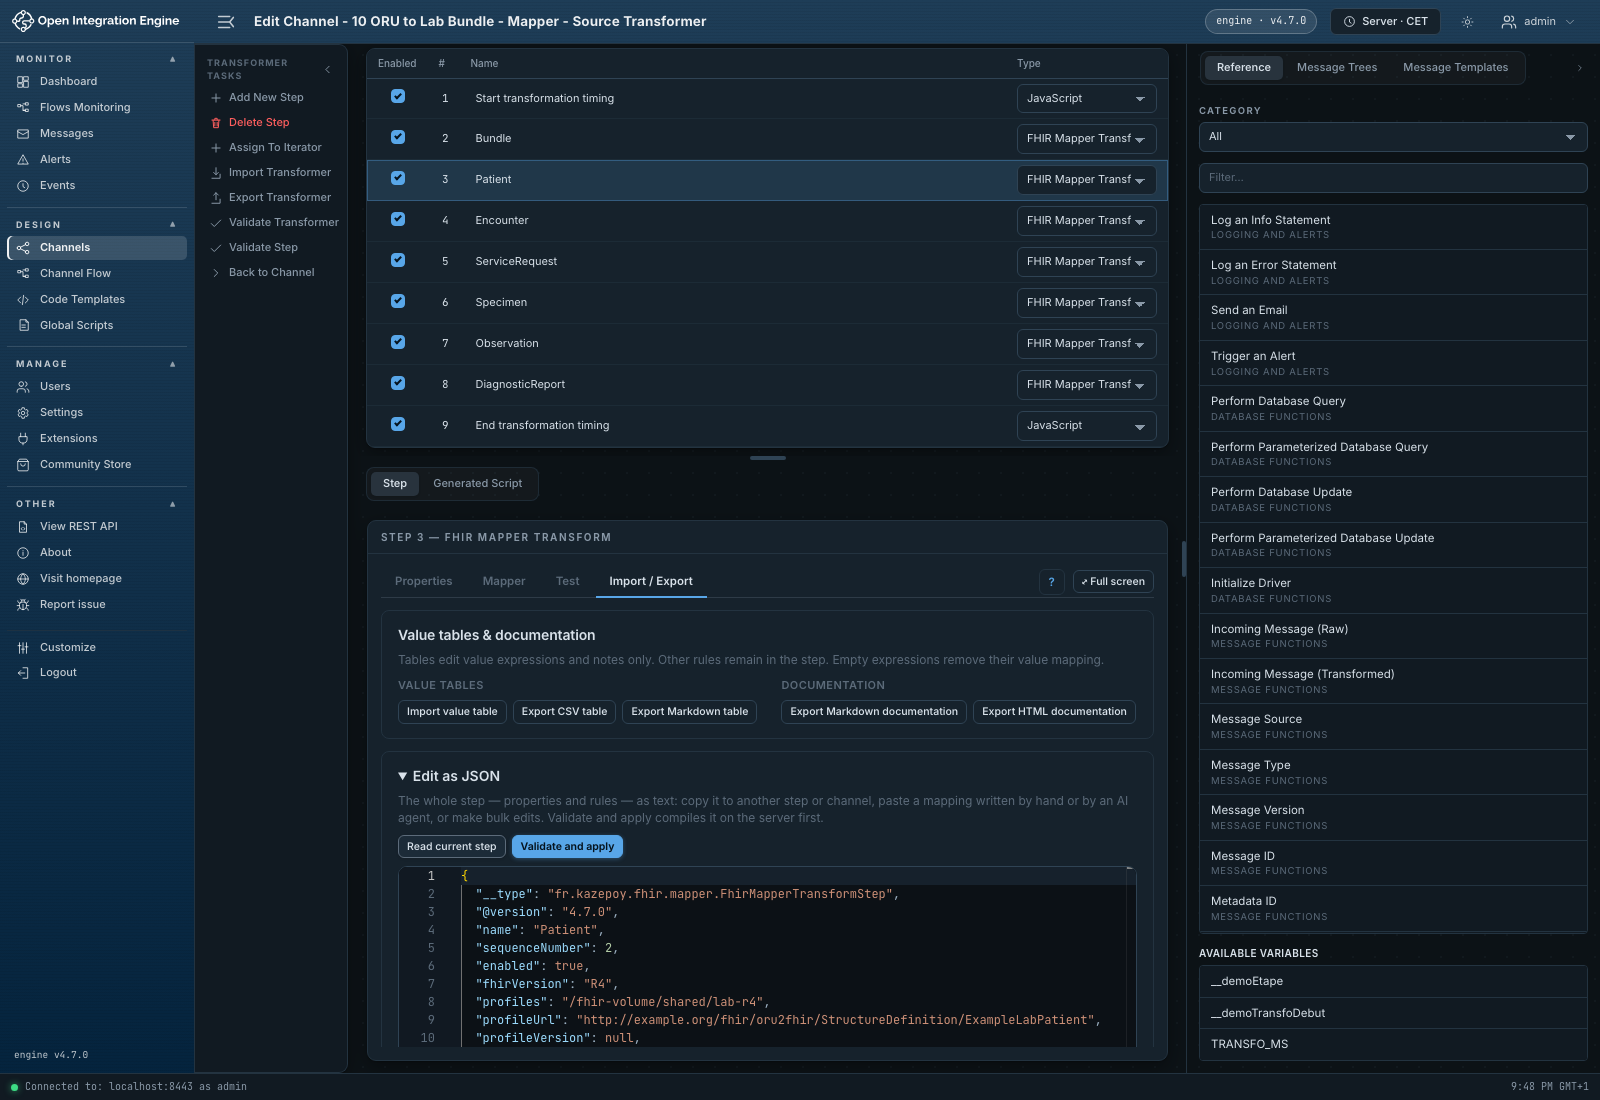 Open Integration Engine
Edit Channel - 10 ORU to Lab Bundle - Mapper - Source Transformer
engine · v4.7.0
Server · CET
admin
MONITOR
Dashboard
Flows Monitoring
Messages
Alerts
Events
DESIGN
Channels
Channel Flow
Code Templates
Global Scripts
MANAGE
Users
Settings
Extensions
Community Store
OTHER
View REST API
About
Visit homepage
Report issue
Customize
Logout
engine v4.7.0
TRANSFORMER TASKS
Add New Step
Delete Step
Assign To Iterator
Import Transformer
Export Transformer
Validate Transformer
Validate Step
Back to Channel
Enabled # Name Type
1 Start transformation timing JavaScript
2 Bundle FHIR Mapper Transf
3 Patient FHIR Mapper Transf
4 Encounter FHIR Mapper Transf
5 ServiceRequest FHIR Mapper Transf
6 Specimen FHIR Mapper Transf
7 Observation FHIR Mapper Transf
8 DiagnosticReport FHIR Mapper Transf
9 End transformation timing JavaScript
Step Generated Script
STEP 3 — FHIR MAPPER TRANSFORM
Properties Mapper Test Import / Export ? Full screen
Value tables & documentation
Tables edit value expressions and notes only. Other rules remain in the step. Empty expressions remove their value mapping.
VALUE TABLES DOCUMENTATION
Import value table Export CSV table Export Markdown table Export Markdown documentation Export HTML documentation
Edit as JSON
The whole step — properties and rules — as text: copy it to another step or channel, paste a mapping written by hand or by an AI
agent, or make bulk edits. Validate and apply compiles it on the server first.
Read current step Validate and apply
1 {
2 "__type": "fr.kazepoy.fhir.mapper.FhirMapperTransformStep",
3 "@version": "4.7.0",
4 "name": "Patient",
5 "sequenceNumber": 2,
6 "enabled": true,
7 "fhirVersion": "R4",
8 "profiles": "/fhir-volume/shared/lab-r4",
9 "profileUrl": "http://example.org/fhir/oru2fhir/StructureDefinition/ExampleLabPatient",
10 "profileVersion": null,
Reference Message Trees Message Templates
CATEGORY
All
Filter...
Log an Info Statement
LOGGING AND ALERTS
Log an Error Statement
LOGGING AND ALERTS
Send an Email
LOGGING AND ALERTS
Trigger an Alert
LOGGING AND ALERTS
Perform Database Query
DATABASE FUNCTIONS
Perform Parameterized Database Query
DATABASE FUNCTIONS
Perform Database Update
DATABASE FUNCTIONS
Perform Parameterized Database Update
DATABASE FUNCTIONS
Initialize Driver
DATABASE FUNCTIONS
Incoming Message (Raw)
MESSAGE FUNCTIONS
Incoming Message (Transformed)
MESSAGE FUNCTIONS
Message Source
MESSAGE FUNCTIONS
Message Type
MESSAGE FUNCTIONS
Message Version
MESSAGE FUNCTIONS
Message ID
MESSAGE FUNCTIONS
Metadata ID
MESSAGE FUNCTIONS
AVAILABLE VARIABLES
__demoEtape
__demoTransfoDebut
TRANSFO_MS
Connected to: localhost:8443 as admin
9:48 PM GMT+1